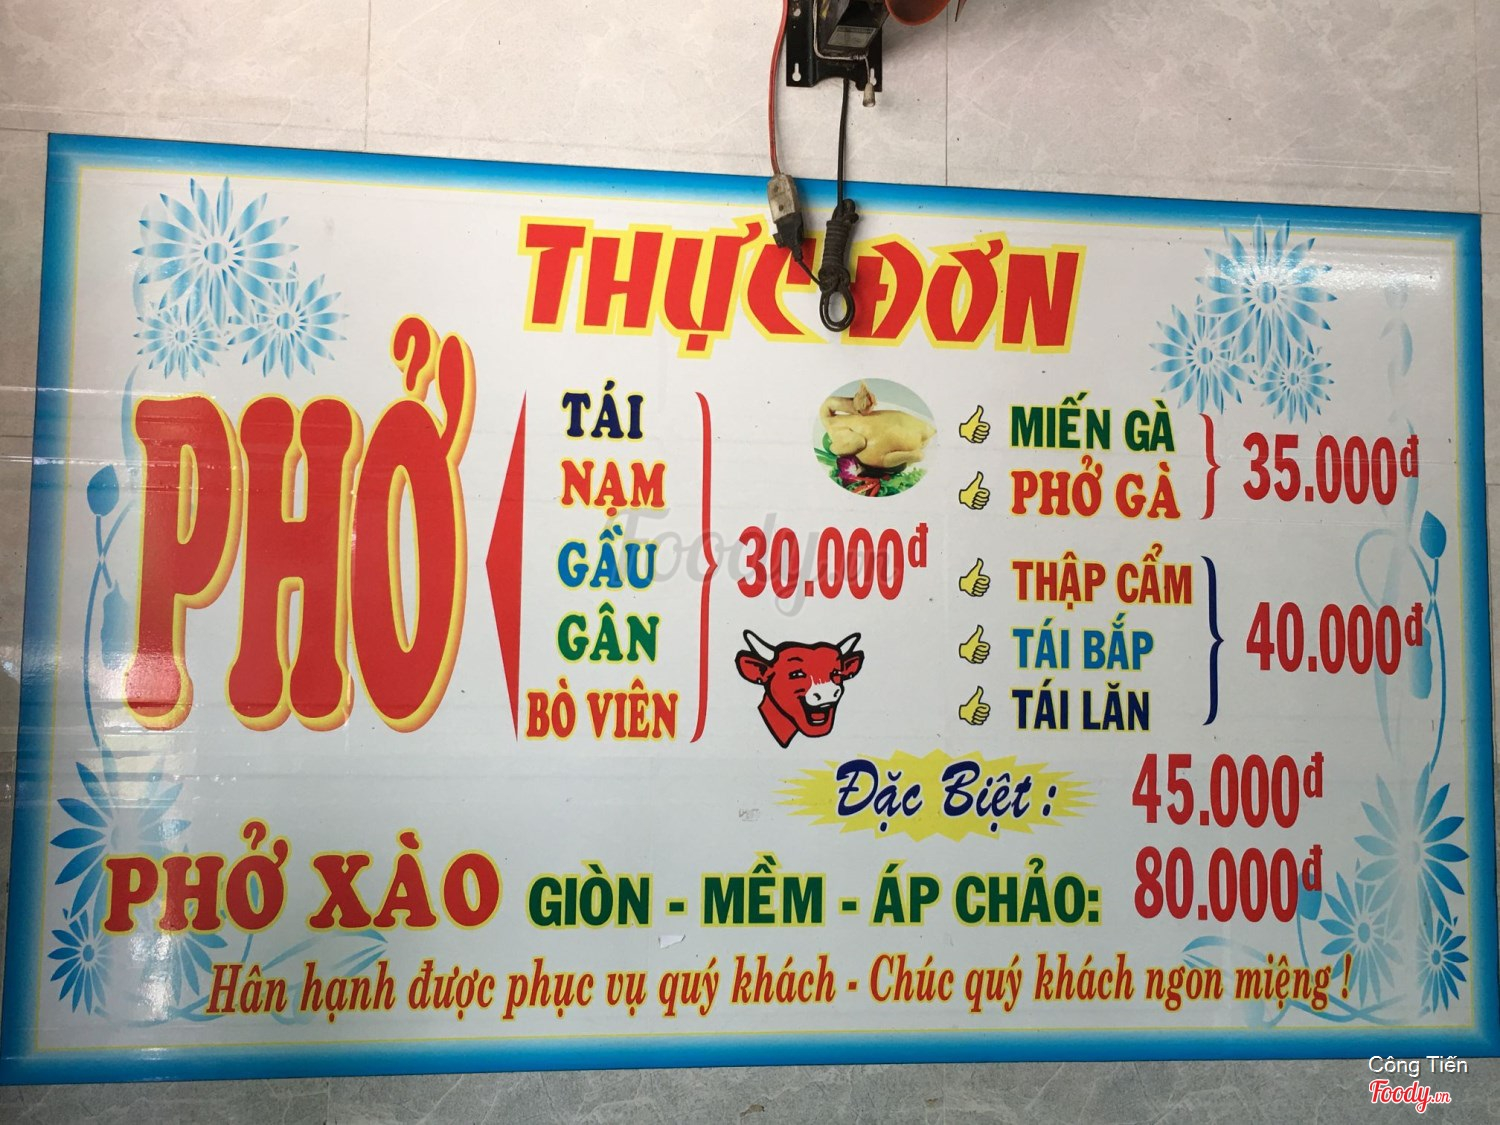 THỰC ĐƠN
PHỞ
TÁI
NẠM
GẦU
GÂN
BÒ VIÊN
30.000đ
MIẾN GÀ
PHỞ GÀ
35.000đ
THẬP CẨM
TÁI BẮP
TÁI LĂN
40.000đ
Đặc Biệt : 45.000đ
PHỞ XÀO GIÒN - MỀM - ÁP CHẢO: 80.000đ
Hân hạnh được phục vụ quý khách - Chúc quý khách ngon miệng !
Foody.vn
Công Tiến
Foody.vn